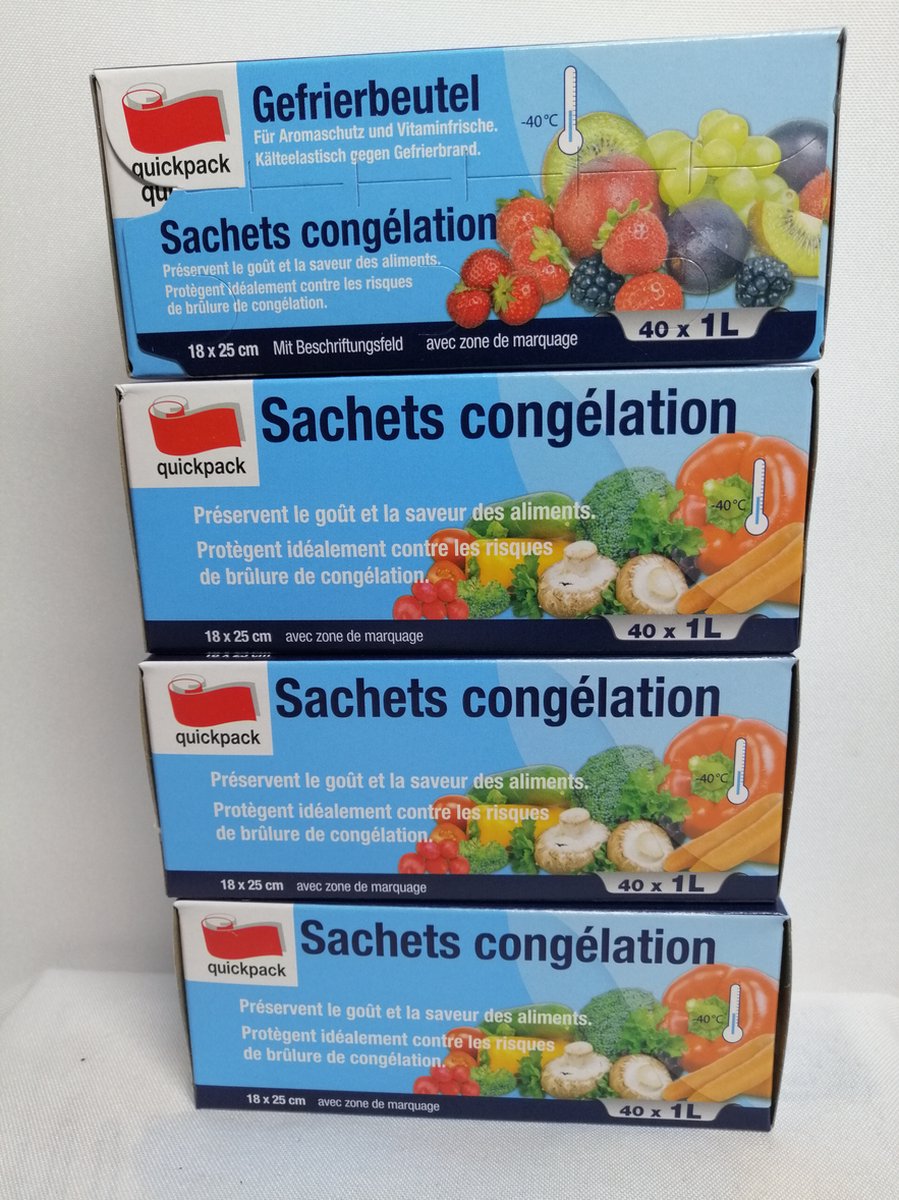 Gefrierbeutel
Für Aromaschutz und Vitaminfrische.
Kälteelastisch gegen Gefrierbrand.
-40°C
quickpack
qu
Sachets congélation
Préservent le goût et la saveur des aliments.
Protègent idéalement contre les risques
de brûlure de congélation.
18 x 25 cm Mit Beschriftungsfeld avec zone de marquage
40 x 1L
quickpack
Sachets congélation
Préservent le goût et la saveur des aliments.
-40°C
Protègent idéalement contre les risques
de brûlure de congélation.
18 x 25 cm avec zone de marquage
40 x 1L
18 x 25 cm
quickpack
Sachets congélation
Préservent le goût et la saveur des aliments.
-40°C
Protègent idéalement contre les risques
de brûlure de congélation.
18 x 25 cm avec zone de marquage
40 x 1L
quickpack
Sachets congélation
Préservent le goût et la saveur des aliments.
-40°C
Protègent idéalement contre les risques
de brûlure de congélation.
18 x 25 cm avec zone de marquage
40 x 1L